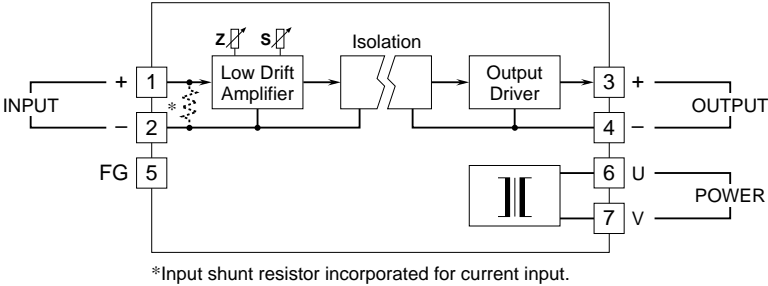 Z S Isolation
+ 1 Low Drift Amplifier Output Driver 3 +
INPUT * OUTPUT
− 2 4 −
FG 5 6 U
POWER
7 V
*Input shunt resistor incorporated for current input.